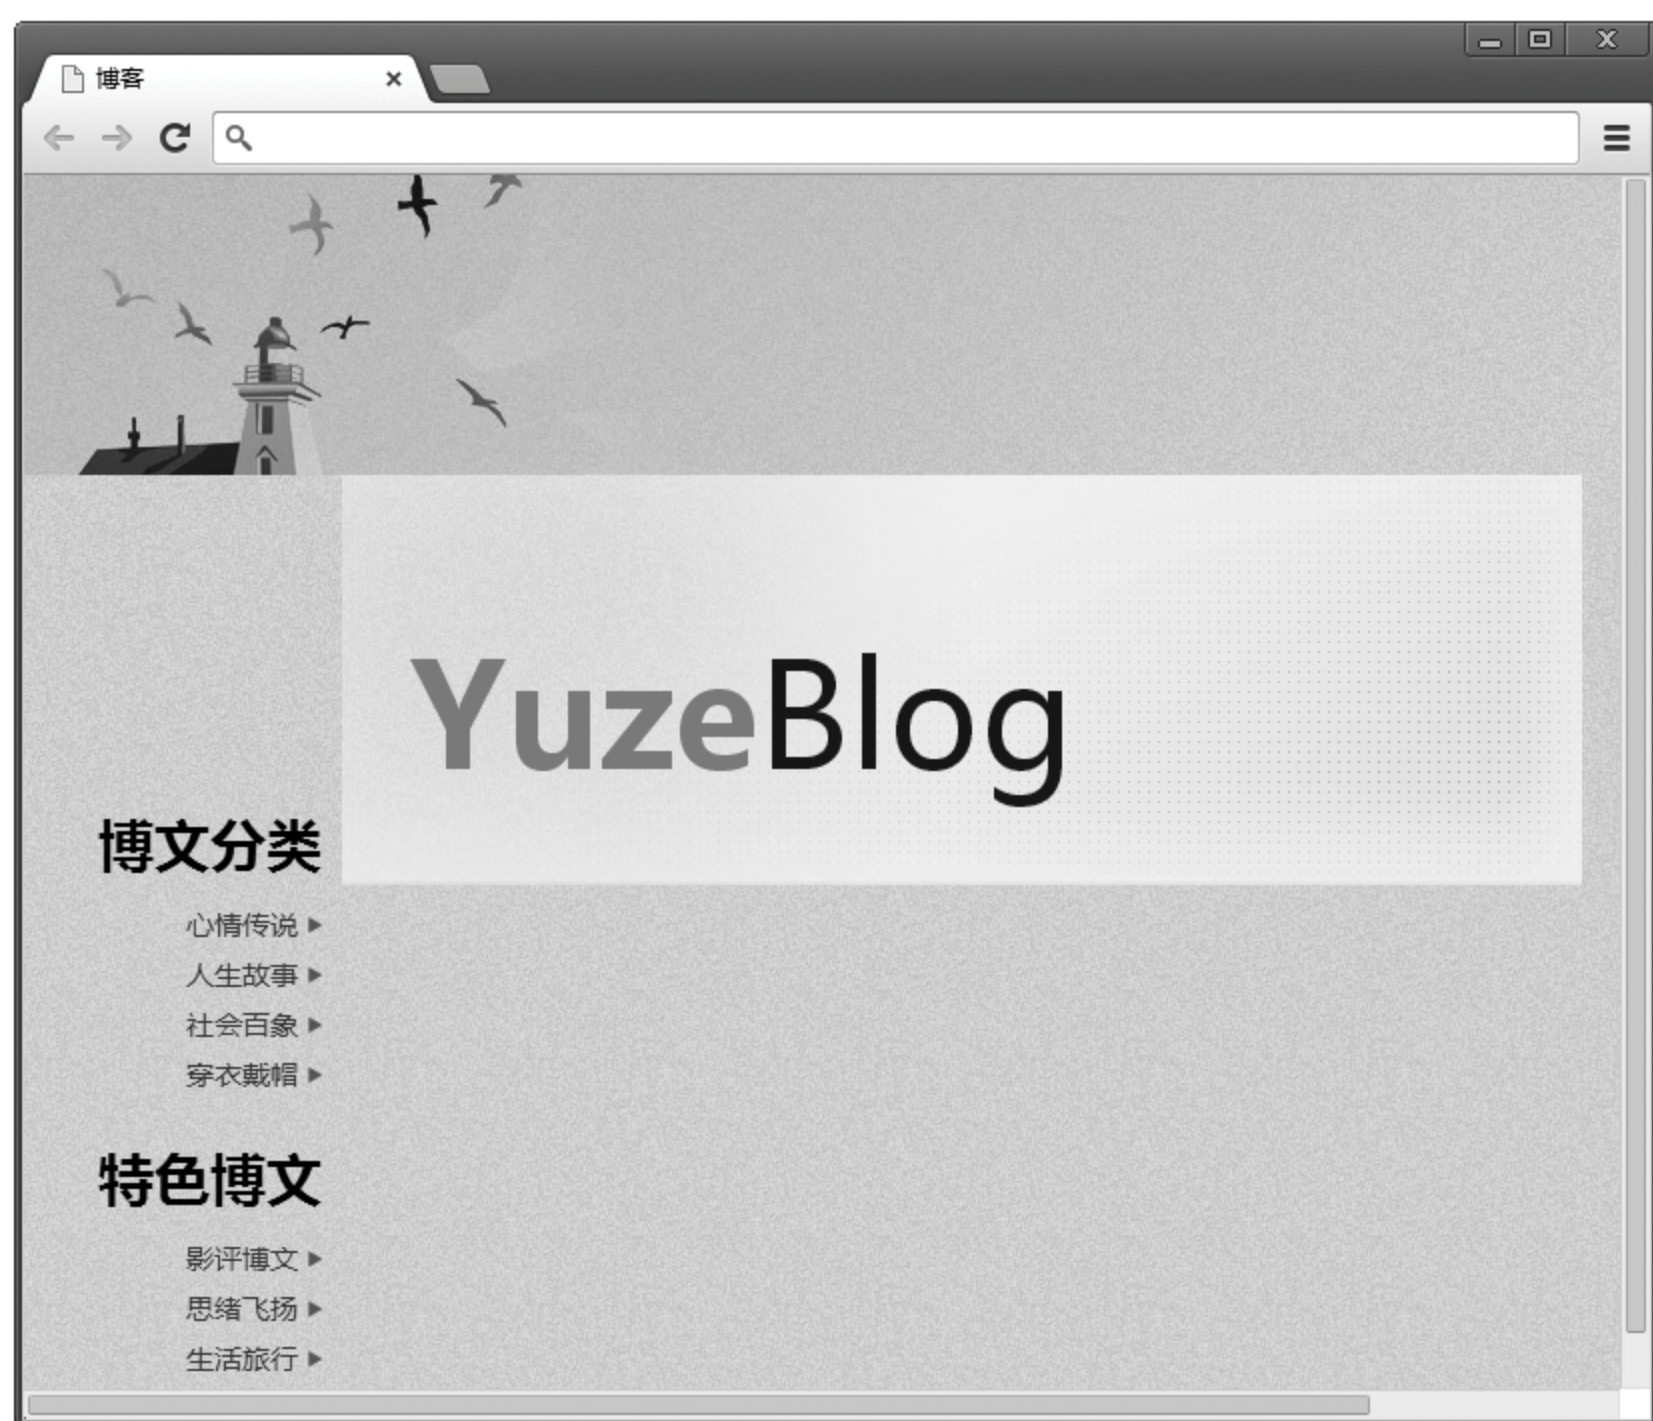 博客
YuzeBlog
博文分类
心情传说
人生故事
社会百象
穿衣戴帽
特色博文
影评博文
思绪飞扬
生活旅行